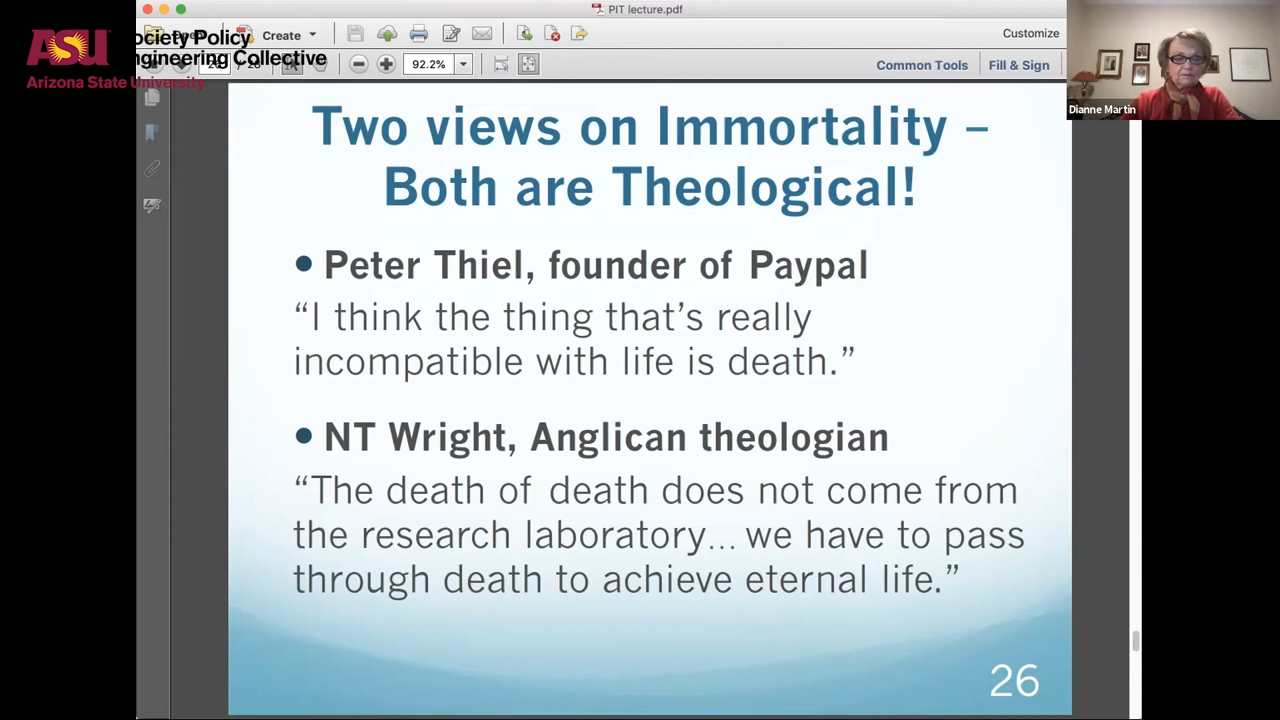 PIT lecture.pdf
Create
Customize
ASU
ociety Policy
ngineering Collective
Arizona State University
92.2%
Common Tools
Fill & Sign
Dianne Martin
Two views on Immortality –
Both are Theological!
• Peter Thiel, founder of Paypal
“I think the thing that’s really
incompatible with life is death.”
• NT Wright, Anglican theologian
“The death of death does not come from
the research laboratory... we have to pass
through death to achieve eternal life.”
26